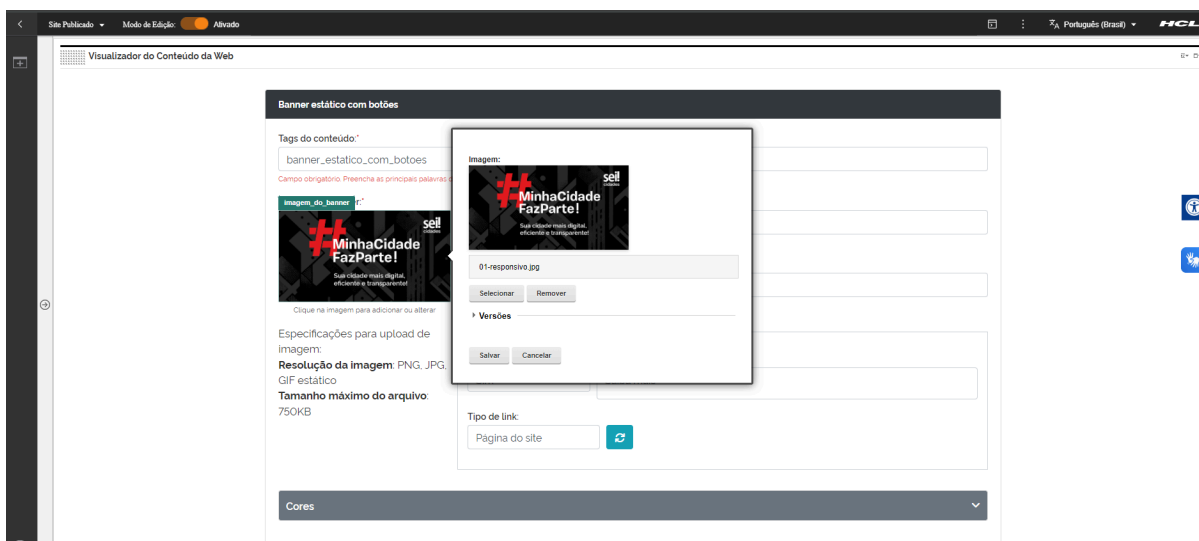 Site Publicado
Modo de Edição:
Ativado
Português (Brasil)
HCL
Visualizador do Conteúdo da Web
Banner estático com botões
Tags do conteúdo:*
banner_estatico_com_botoes
Campo obrigatório. Preencha as principais palavras
imagem_do_banner
r:*
sei!
cidades
#MinhaCidade
FazParte!
Sua cidade mais digital,
eficiente e transparente!
Clique na imagem para adicionar ou alterar
Especificações para upload de
imagem:
Resolução da imagem: PNG, JPG,
GIF estático
Tamanho máximo do arquivo:
750KB
Imagem:
sei!
cidades
#MinhaCidade
FazParte!
Sua cidade mais digital,
eficiente e transparente!
01-responsivo.jpg
Selecionar
Remover
Versões
Salvar
Cancelar
Tipo de link:
Página do site
Cores